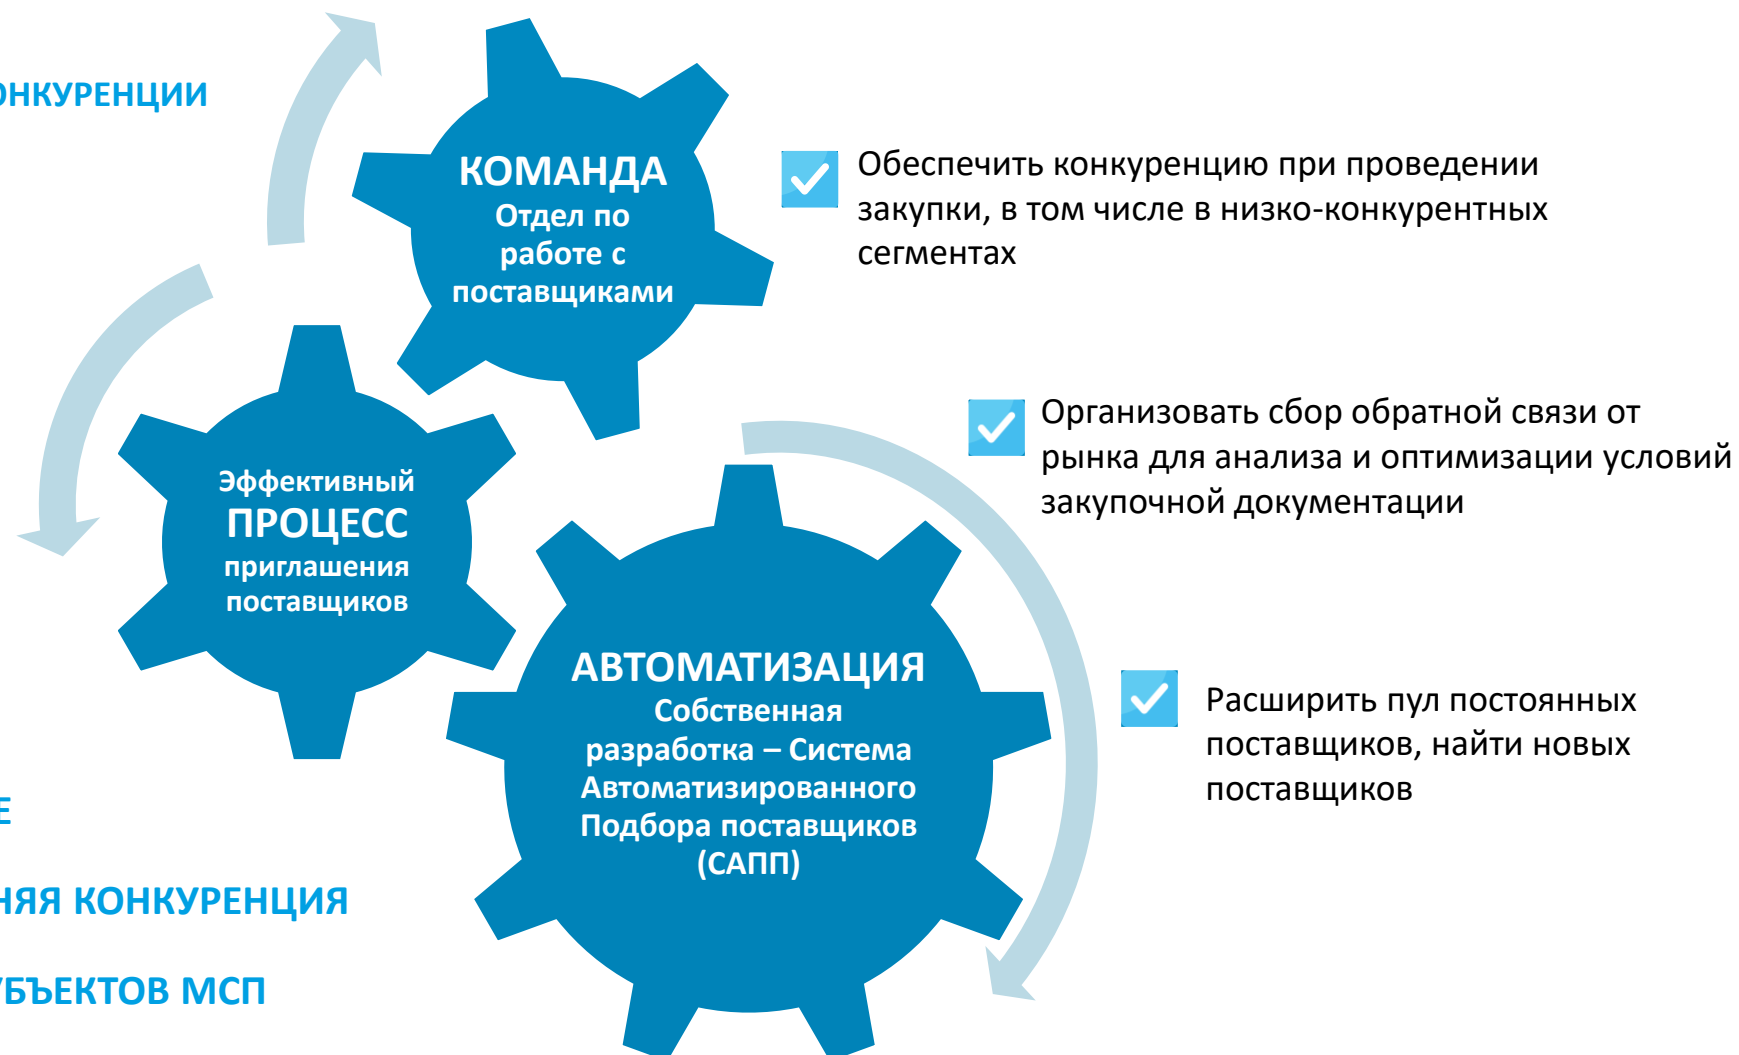 ОНКУРЕНЦИИ
КОМАНДА
Отдел по
работе с
поставщиками
Обеспечить конкуренцию при проведении
закупки, в том числе в низко-конкурентных
сегментах
Организовать сбор обратной связи от
рынка для анализа и оптимизации условий
закупочной документации
Эффективный
ПРОЦЕСС
приглашения
поставщиков
АВТОМАТИЗАЦИЯ
Собственная
разработка – Система
Автоматизированного
Подбора поставщиков
(САПП)
Расширить пул постоянных
поставщиков, найти новых
поставщиков
Е
НЯЯ КОНКУРЕНЦИЯ
УБЪЕКТОВ МСП